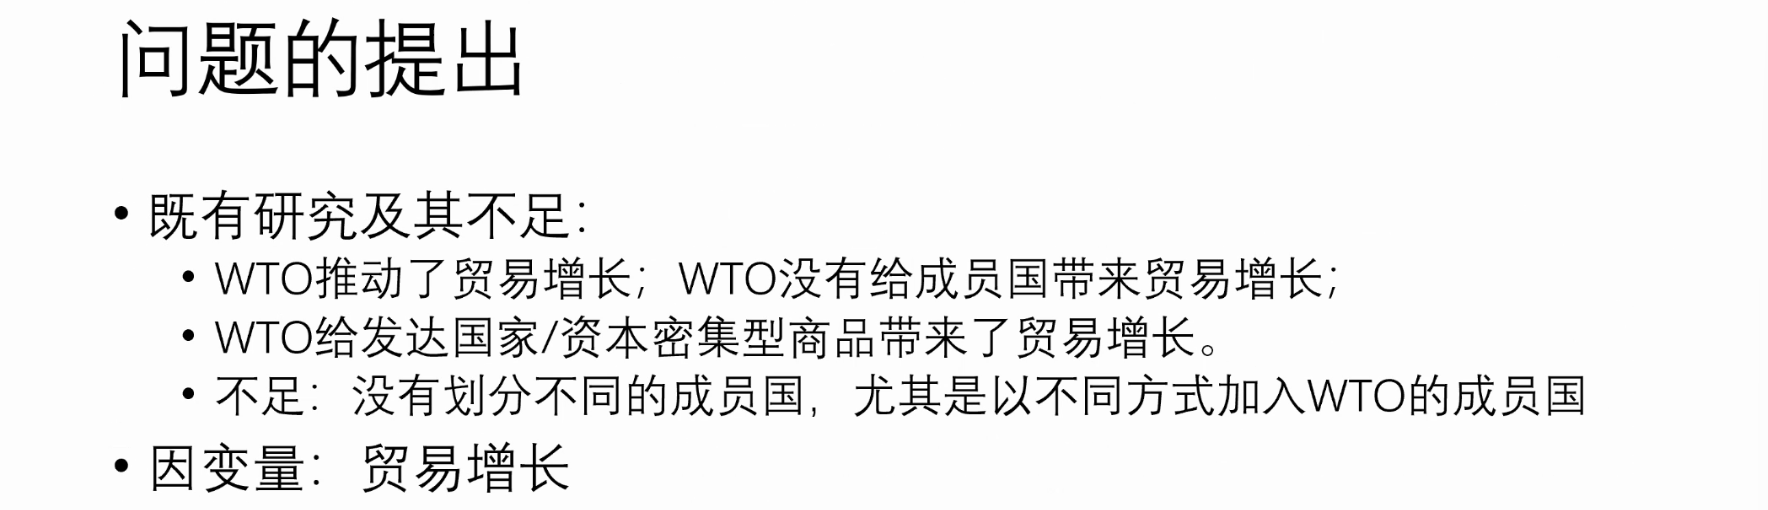 问题的提出
• 既有研究及其不足：
• WTO推动了贸易增长；WTO没有给成员国带来贸易增长；
• WTO给发达国家/资本密集型商品带来了贸易增长。
• 不足：没有划分不同的成员国，尤其是以不同方式加入WTO的成员国
• 因变量：贸易增长